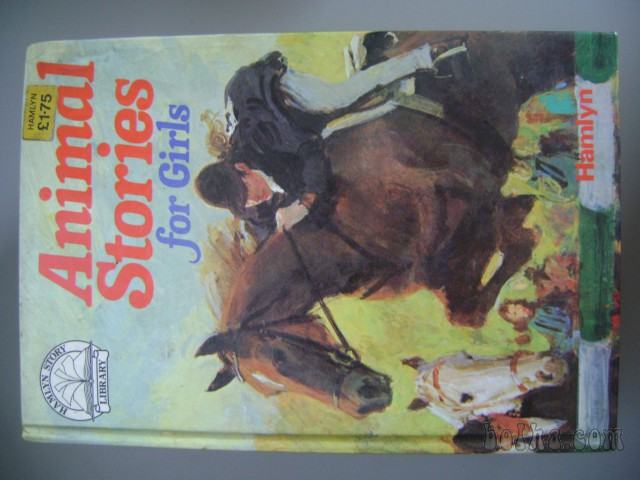 HAMLYN
£1·75
Animal
Stories
for Girls
HAMLYN STORY
LIBRARY
Hamlyn
bolha.com